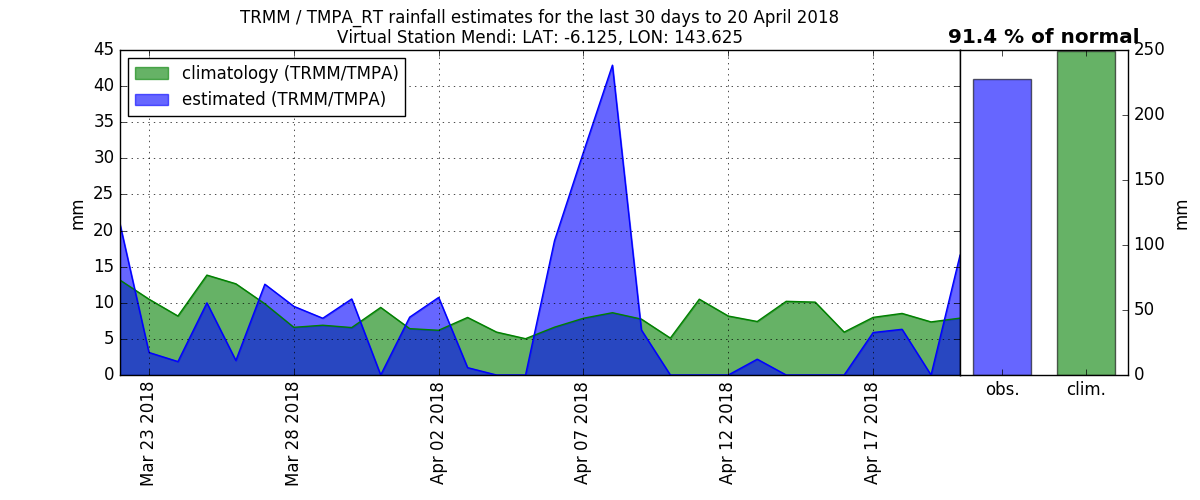 TRMM / TMPA_RT rainfall estimates for the last 30 days to 20 April 2018
Virtual Station Mendi: LAT: -6.125, LON: 143.625
91.4 % of normal
climatology (TRMM/TMPA)
estimated (TRMM/TMPA)
mm
45
40
35
30
25
20
15
10
5
0
Mar 23 2018
Mar 28 2018
Apr 02 2018
Apr 07 2018
Apr 12 2018
Apr 17 2018
obs.
clim.
250
200
150
100
50
0
mm